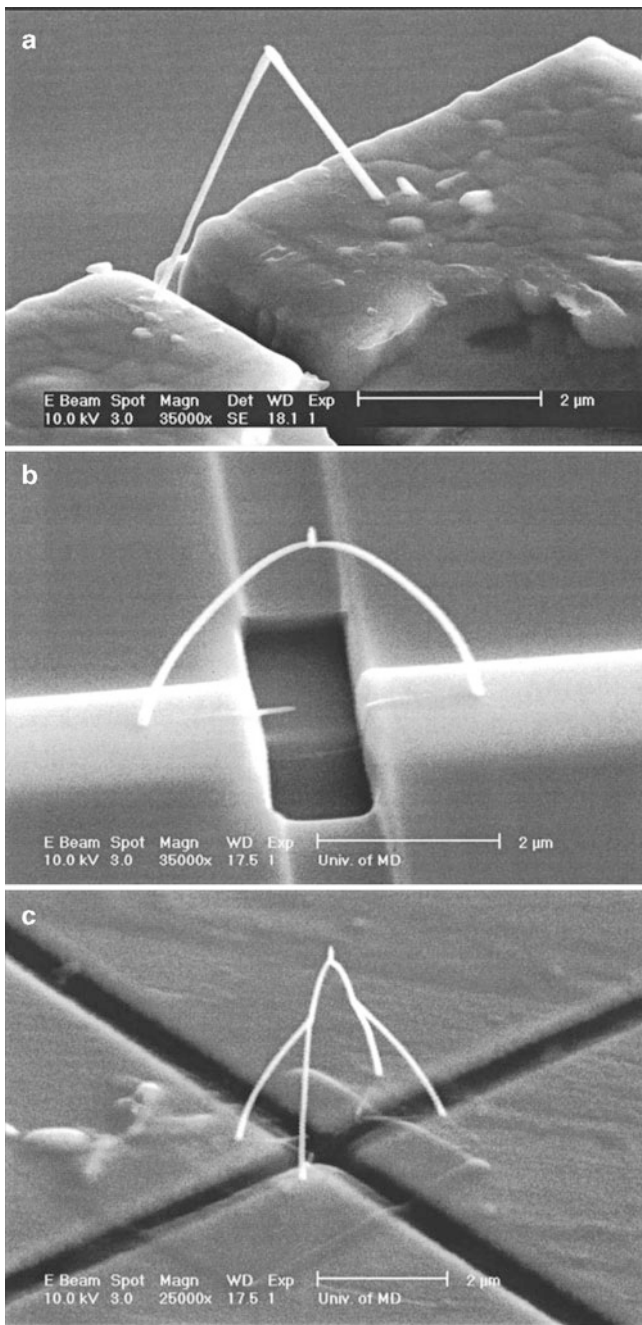 a
E Beam Spot Magn Det WD Exp
10.0 kV 3.0 35000x SE 18.1 1 2 µm
b
E Beam Spot Magn WD Exp
10.0 kV 3.0 35000x 17.5 1 Univ. of MD 2 µm
c
E Beam Spot Magn WD Exp
10.0 kV 3.0 25000x 17.5 1 Univ. of MD 2 µm